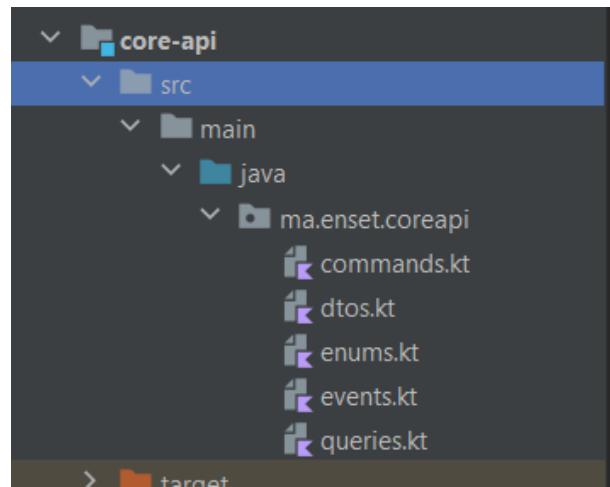 core-api
src
main
java
ma.enset.coreapi
commands.kt
dtos.kt
enums.kt
events.kt
queries.kt
target